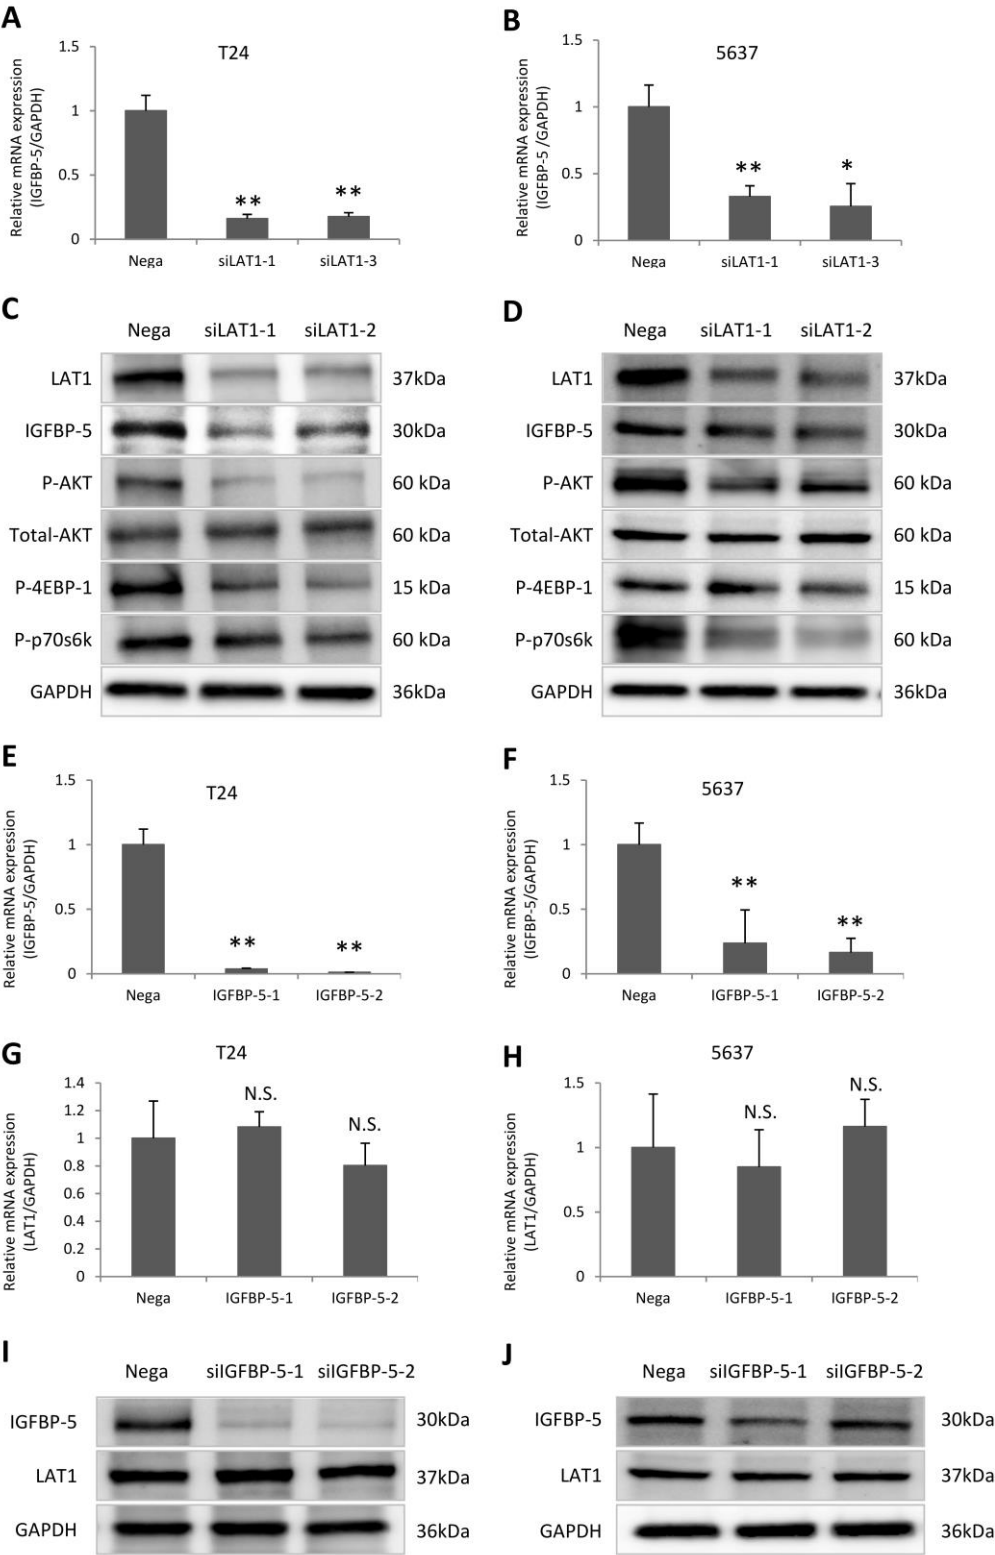 A
T24
Relative mRNA expression
(IGFBP-5/GAPDH)
1.5
1
0.5
0
**
**
Nega siLAT1-1 siLAT1-3
B
5637
Relative mRNA expression
(IGFBP-5 /GAPDH)
1.5
1
0.5
0
**
*
Nega siLAT1-1 siLAT1-3
C
Nega siLAT1-1 siLAT1-2
LAT1 37kDa
IGFBP-5 30kDa
P-AKT 60 kDa
Total-AKT 60 kDa
P-4EBP-1 15 kDa
P-p70s6k 60 kDa
GAPDH 36kDa
D
Nega siLAT1-1 siLAT1-2
LAT1 37kDa
IGFBP-5 30kDa
P-AKT 60 kDa
Total-AKT 60 kDa
P-4EBP-1 15 kDa
P-p70s6k 60 kDa
GAPDH 36kDa
E
T24
Relative mRNA expression
(IGFBP-5/GAPDH)
1.5
1
0.5
0
**
**
Nega IGFBP-5-1 IGFBP-5-2
F
5637
Relative mRNA expression
(IGFBP-5/GAPDH)
1.5
1
0.5
0
**
**
Nega IGFBP-5-1 IGFBP-5-2
G
T24
Relative mRNA expression
(LAT1/GAPDH)
1.4
1.2
1
0.8
0.6
0.4
0.2
0
N.S.
N.S.
Nega IGFBP-5-1 IGFBP-5-2
H
5637
Relative mRNA expression
(LAT1/GAPDH)
1.5
1
0.5
0
N.S.
N.S.
Nega IGFBP-5-1 IGFBP-5-2
I
Nega siIGFBP-5-1 siIGFBP-5-2
IGFBP-5 30kDa
LAT1 37kDa
GAPDH 36kDa
J
Nega siIGFBP-5-1 siIGFBP-5-2
IGFBP-5 30kDa
LAT1 37kDa
GAPDH 36kDa